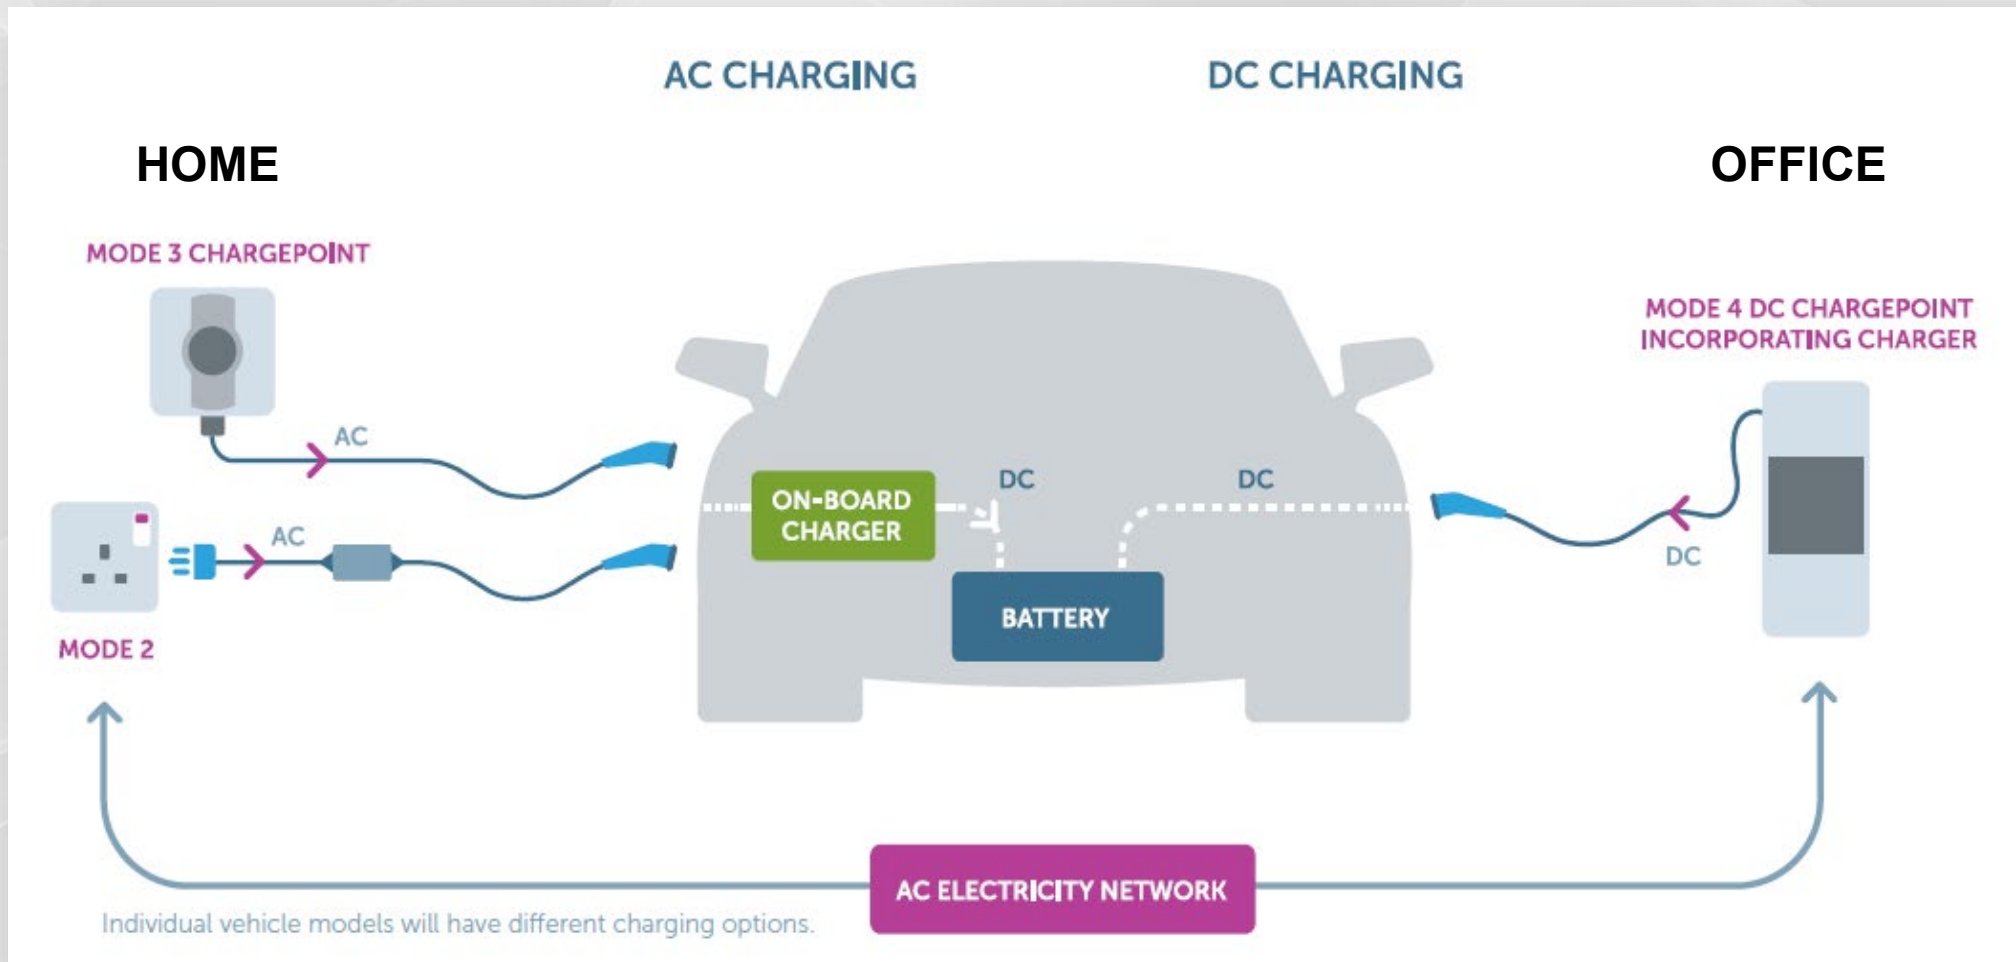 AC CHARGING
DC CHARGING
HOME
OFFICE
MODE 3 CHARGEPOINT
MODE 4 DC CHARGEPOINT
INCORPORATING CHARGER
AC
DC
DC
ON-BOARD
CHARGER
AC
DC
BATTERY
MODE 2
AC ELECTRICITY NETWORK
Individual vehicle models will have different charging options.